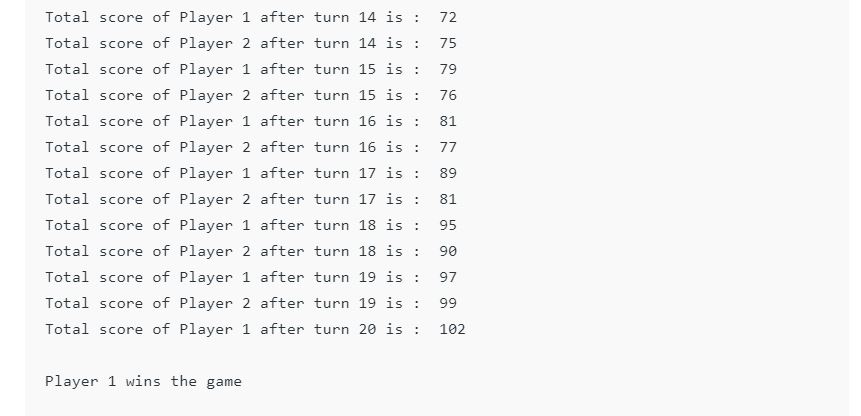 Total score of Player 1 after turn 14 is :  72
Total score of Player 2 after turn 14 is :  75
Total score of Player 1 after turn 15 is :  79
Total score of Player 2 after turn 15 is :  76
Total score of Player 1 after turn 16 is :  81
Total score of Player 2 after turn 16 is :  77
Total score of Player 1 after turn 17 is :  89
Total score of Player 2 after turn 17 is :  81
Total score of Player 1 after turn 18 is :  95
Total score of Player 2 after turn 18 is :  90
Total score of Player 1 after turn 19 is :  97
Total score of Player 2 after turn 19 is :  99
Total score of Player 1 after turn 20 is :  102
Player 1 wins the game